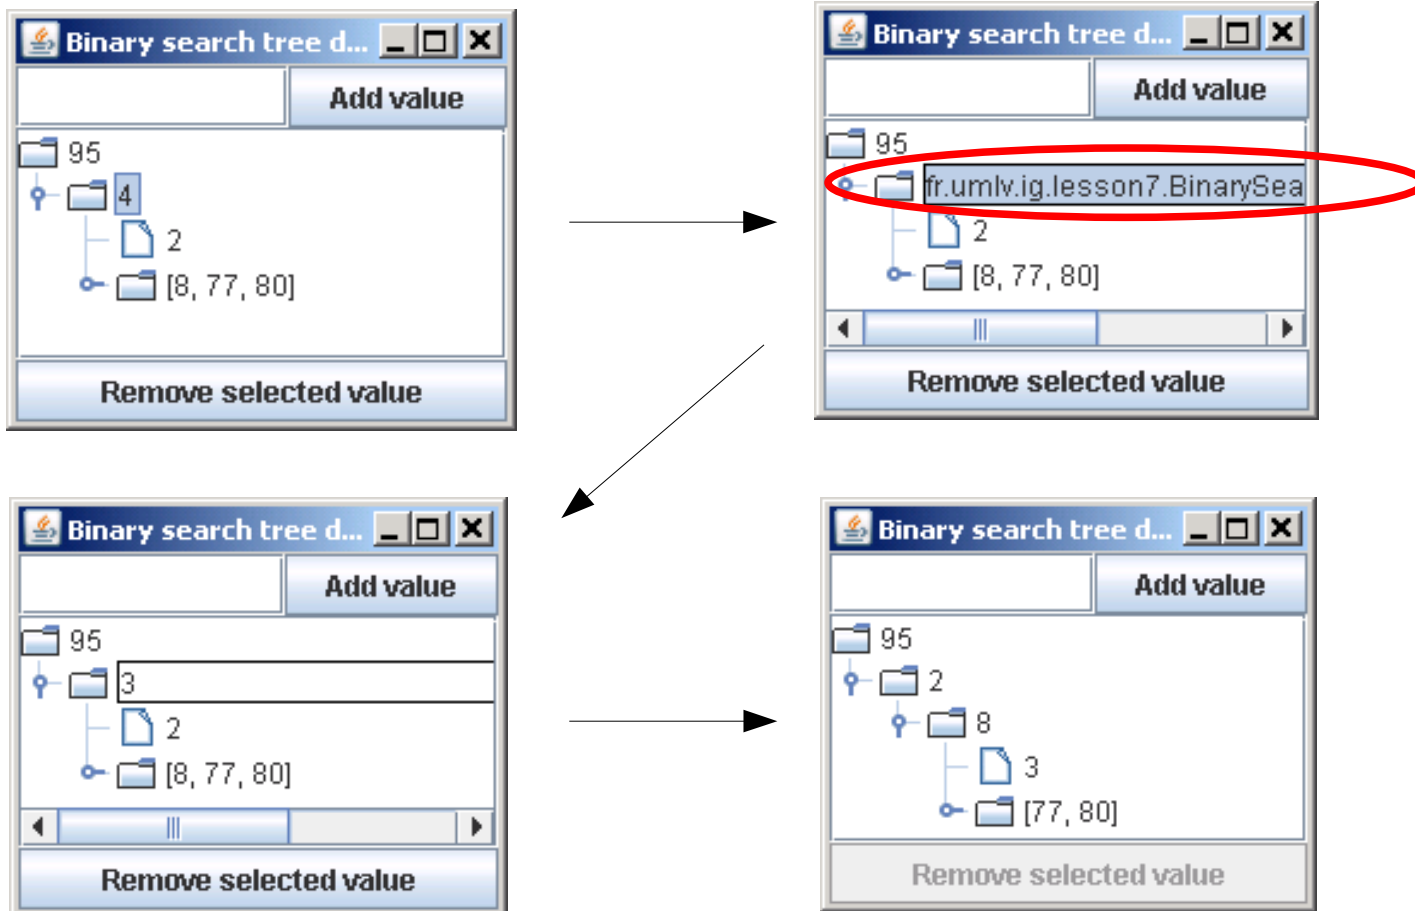 Binary search tree d...
Add value
95
4
2
[8, 77, 80]
Remove selected value
Binary search tree d...
Add value
95
fr.umlv.ig.lesson7.BinarySea
2
[8, 77, 80]
Remove selected value
Binary search tree d...
Add value
95
3
2
[8, 77, 80]
Remove selected value
Binary search tree d...
Add value
95
2
8
3
[77, 80]
Remove selected value